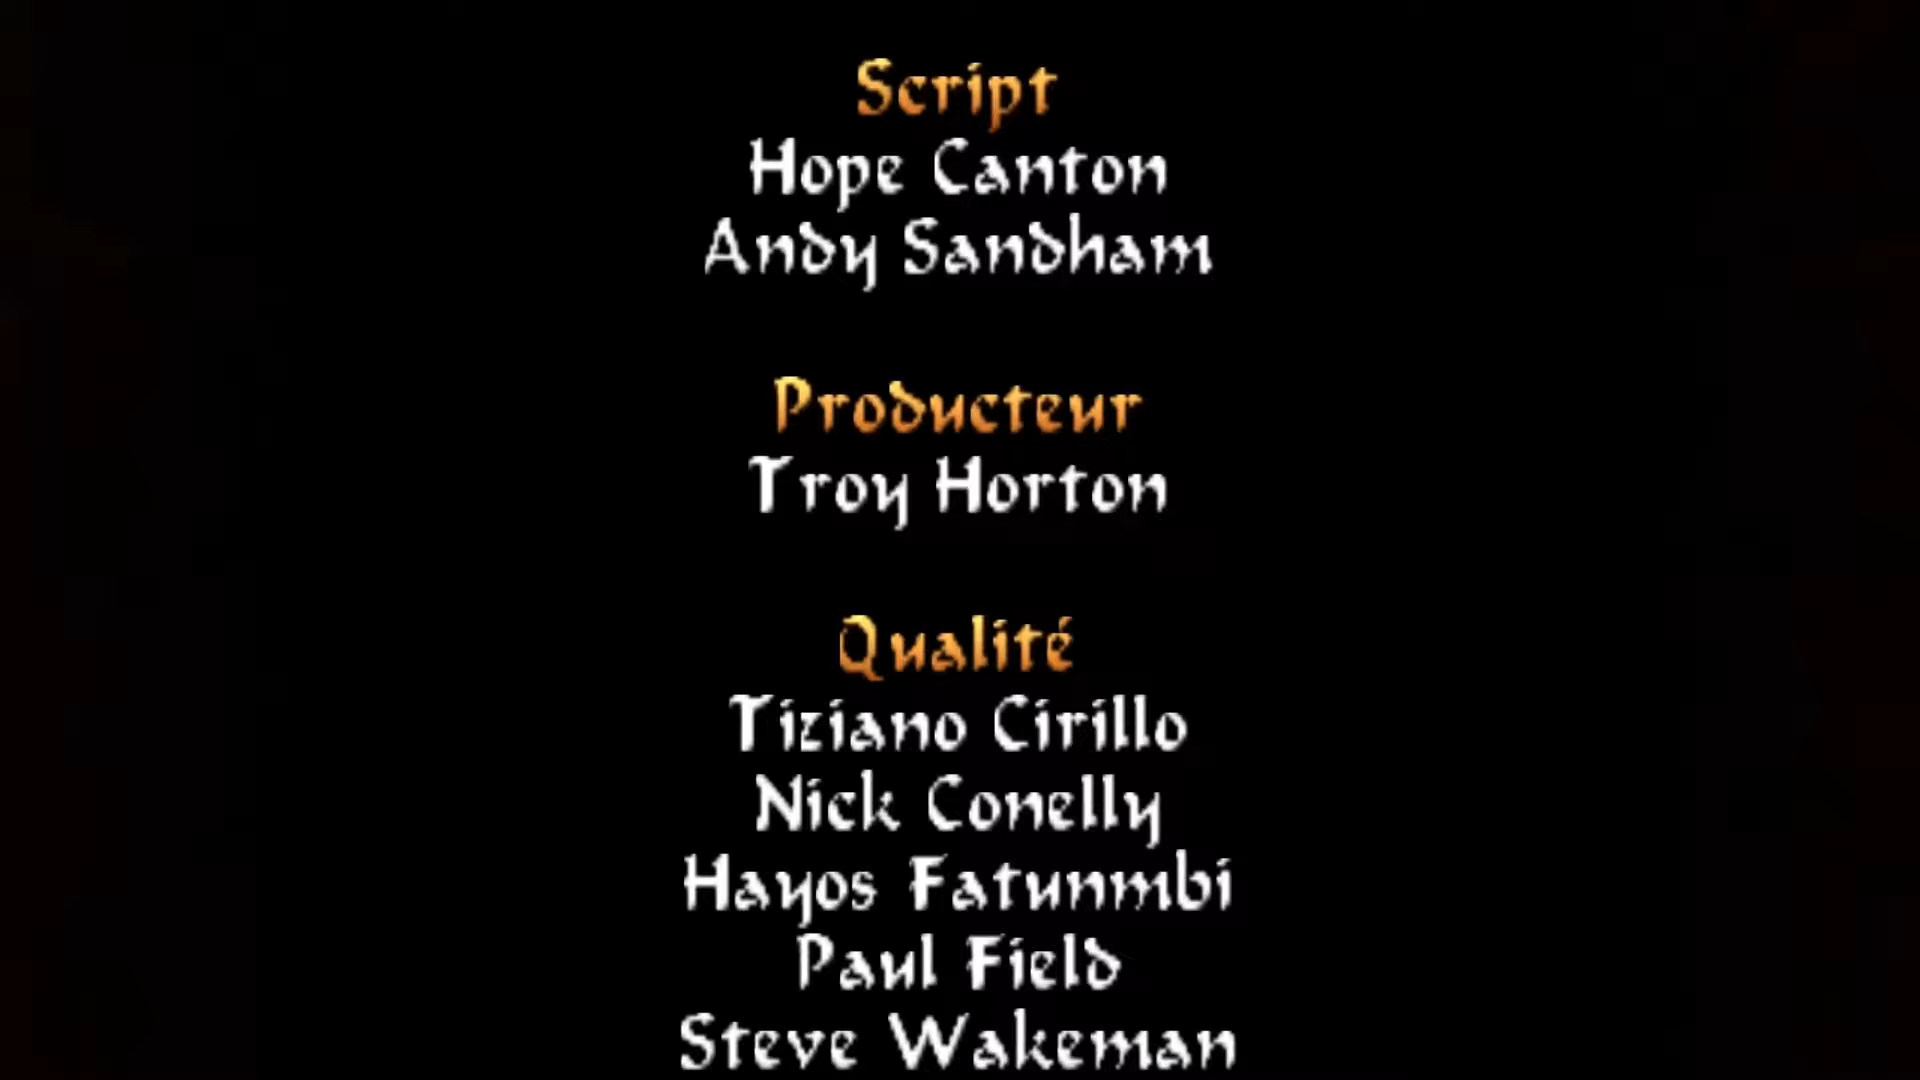 Script
Hope Canton
Andy Sandham
Producteur
Troy Horton
Qualité
Tiziano Cirillo
Nick Conelly
Hayos Fatunmbi
Paul Field
Steve Wakeman